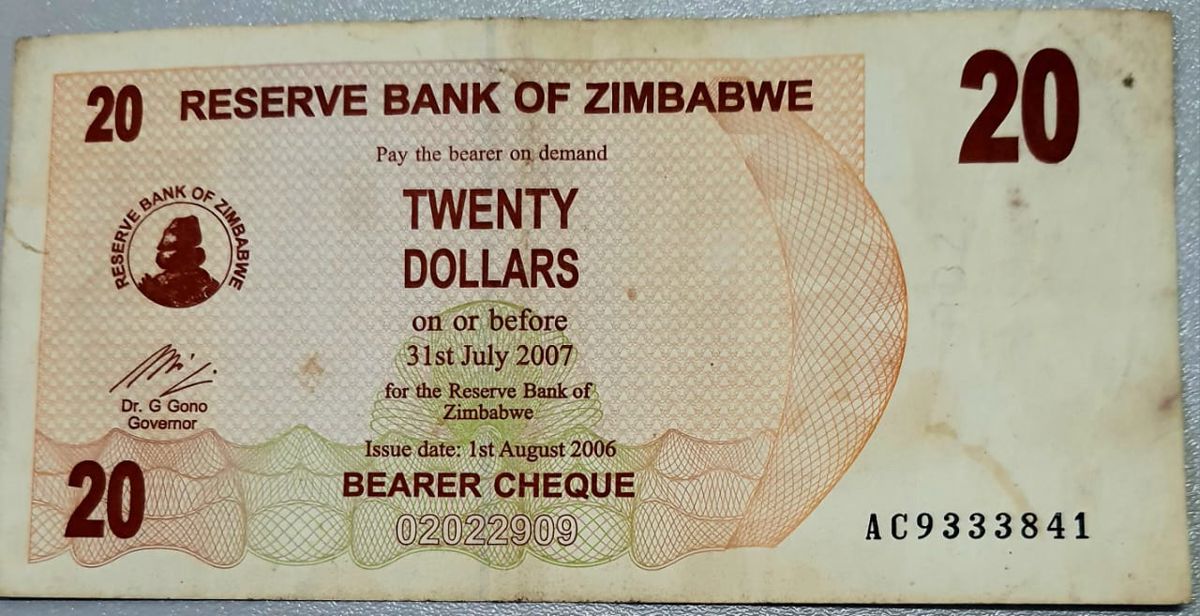 20 RESERVE BANK OF ZIMBABWE 20
Pay the bearer on demand
TWENTY
DOLLARS
RESERVE BANK OF ZIMBABWE
on or before
31st July 2007
for the Reserve Bank of
Zimbabwe
Dr. G Gono
Governor
Issue date: 1st August 2006
20 BEARER CHEQUE
02022909
AC9333841